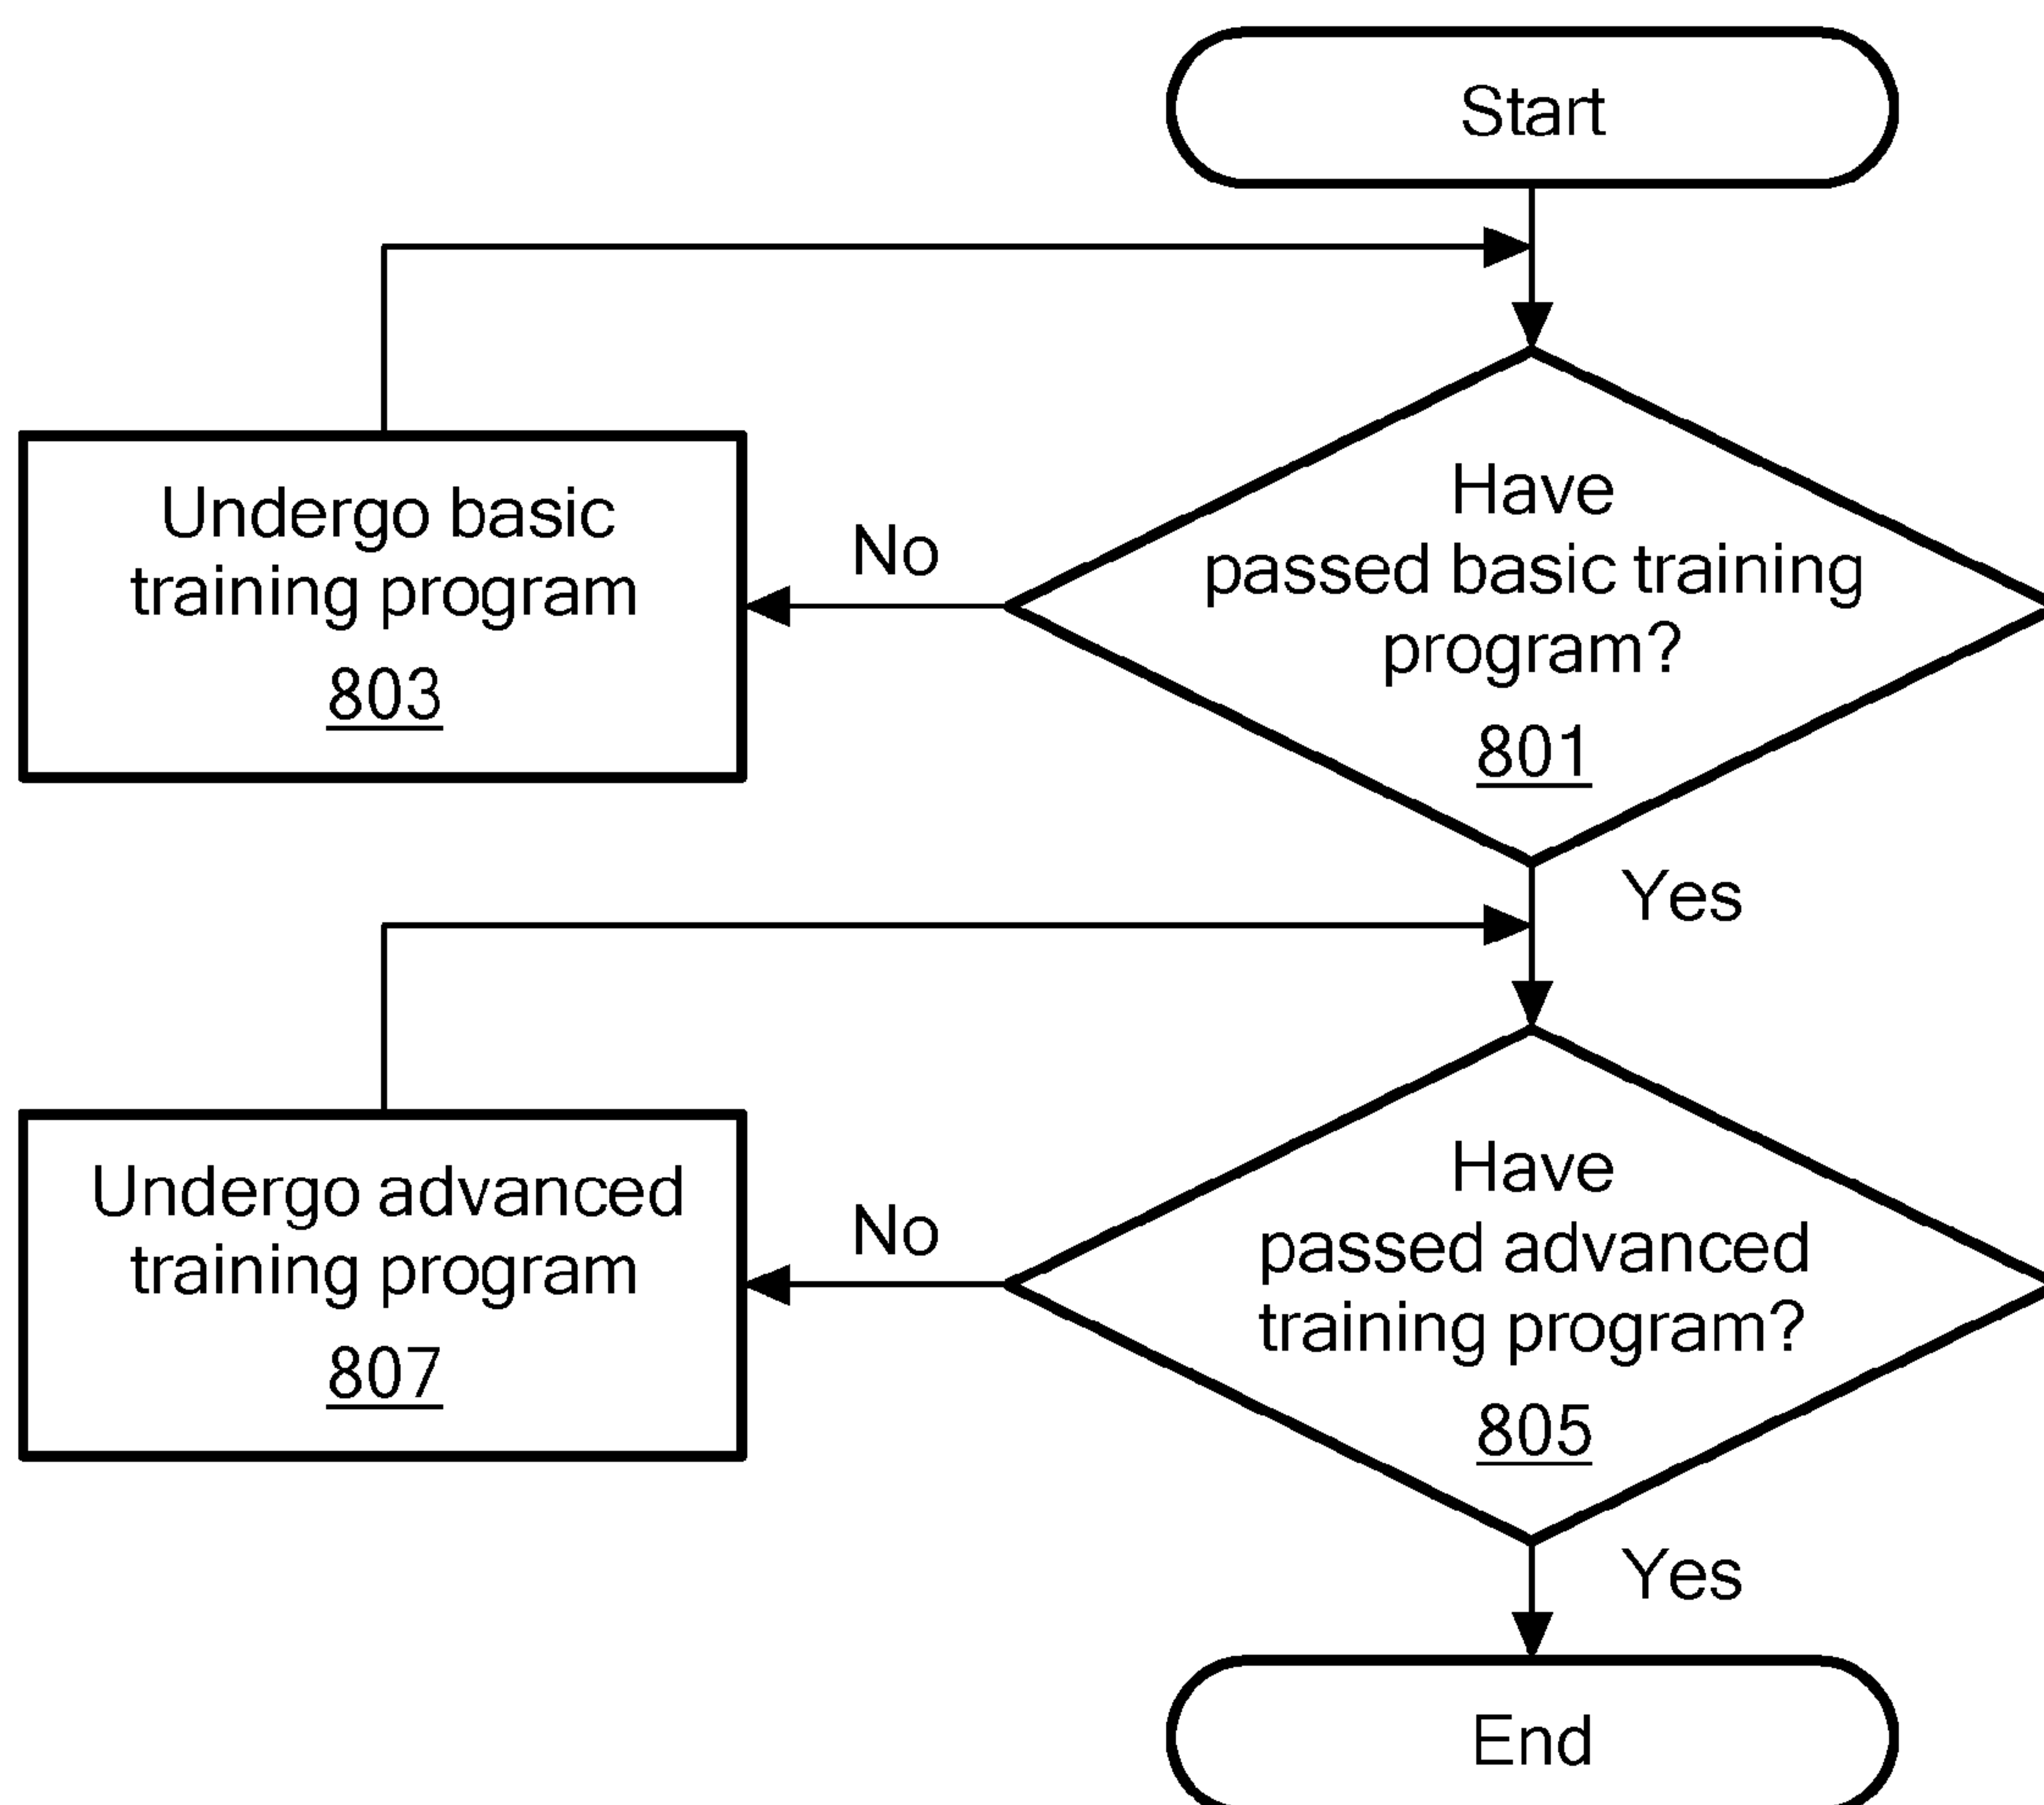 Start
Have
passed basic training
program?
801
No
Undergo basic
training program
803
Yes
Have
passed advanced
training program?
805
No
Undergo advanced
training program
807
Yes
End